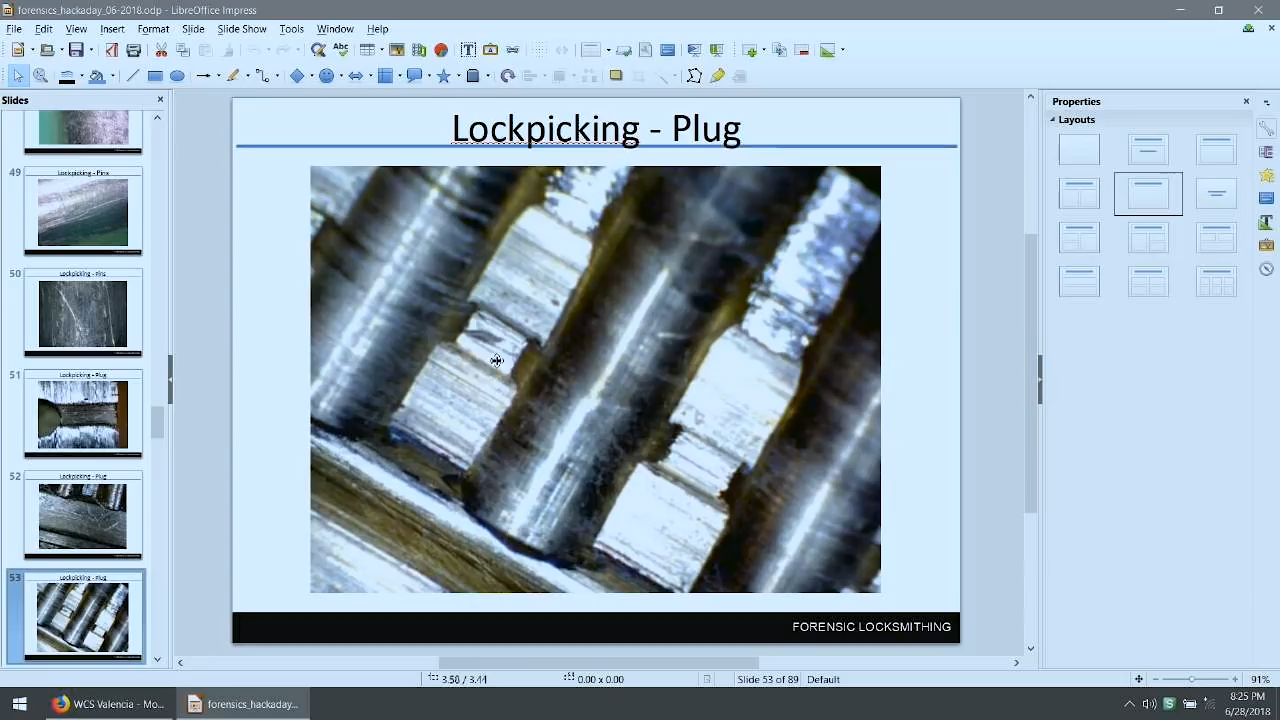 forensics_hackaday_06-2018.odp - LibreOffice Impress
File Edit View Insert Format Slide Slide Show Tools Window Help
Slides
Properties
Layouts
49
Lockpicking - Pins
50
Lockpicking - Pins
51
Lockpicking - Plug
52
Lockpicking - Plug
53
Lockpicking - Plug
Lockpicking - Plug
FORENSIC LOCKSMITHING
3.50 / 3.44
0.00 x 0.00
Slide 53 of 89
Default
91%
WCS Valencia - Mo...
forensics_hackaday...
8:25 PM
6/28/2018